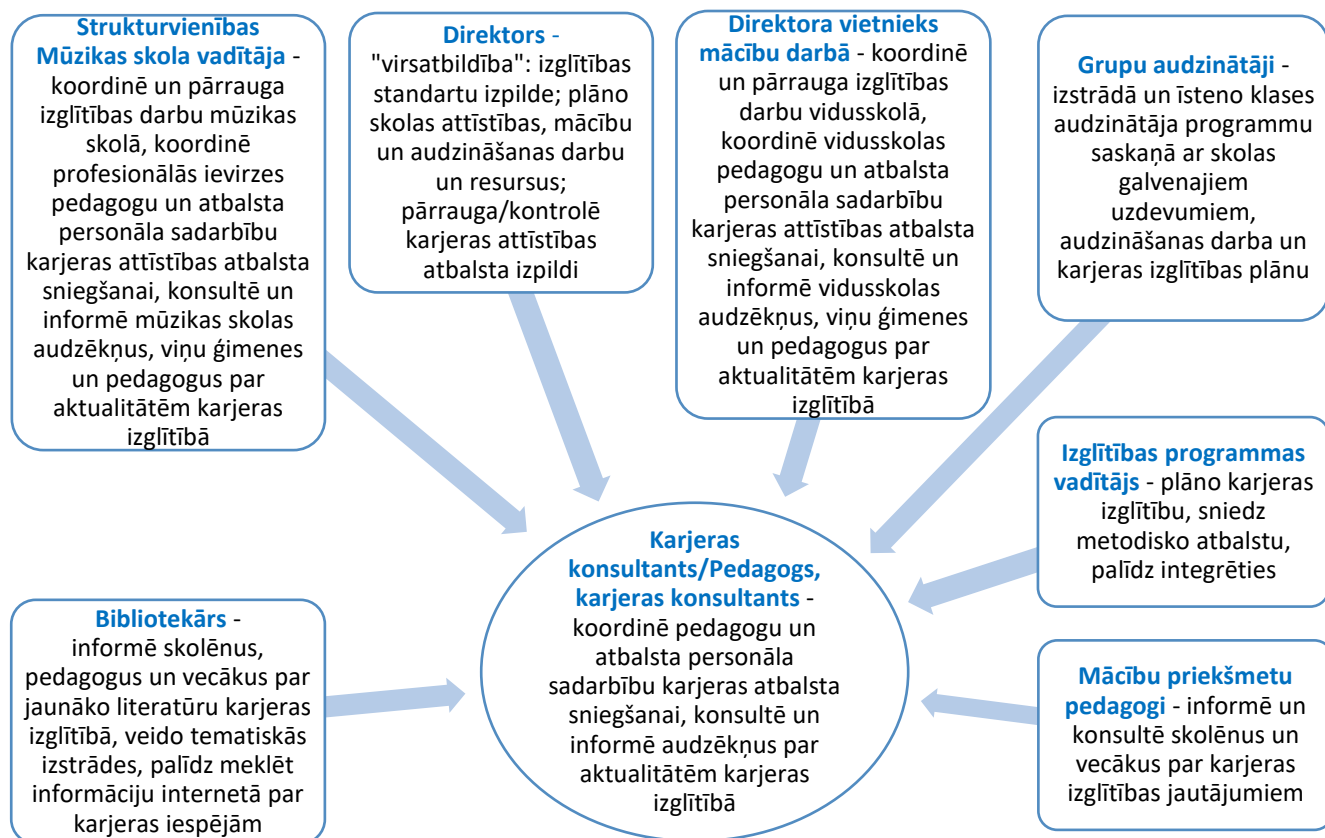 Strukturvienības
Mūzikas skola vadītāja -
koordinē un pārrauga
izglītības darbu mūzikas
skolā, koordinē
profesionālās ievirzes
pedagogu un atbalsta
personāla sadarbību
karjeras attīstības atbalsta
sniegšanai, konsultē un
informē mūzikas skolas
audzēkņus, viņu ģimenes
un pedagogus par
aktualitātēm karjeras
izglītībā
Direktors -
"virsatbildība": izglītības
standartu izpilde; plāno
skolas attīstības, mācību
un audzināšanas darbu
un resursus;
pārrauga/kontrolē
karjeras attīstības
atbalsta izpildi
Direktora vietnieks
mācību darbā - koordinē
un pārrauga izglītības
darbu vidusskolā,
koordinē vidusskolas
pedagogu un atbalsta
personāla sadarbību
karjeras attīstības atbalsta
sniegšanai, konsultē un
informē vidusskolas
audzēkņus, viņu ģimenes
un pedagogus par
aktualitātēm karjeras
izglītībā
Grupu audzinātāji -
izstrādā un īsteno klases
audzinātāja programmu
saskaņā ar skolas
galvenajiem
uzdevumiem,
audzināšanas darba un
karjeras izglītības plānu
Izglītības programmas
vadītājs - plāno karjeras
izglītību, sniedz
metodisko atbalstu,
palīdz integrēties
Bibliotekārs -
informē skolēnus,
pedagogus un vecākus par
jaunāko literatūru karjeras
izglītībā, veido tematiskās
izstrādes, palīdz meklēt
informāciju internetā par
karjeras iespējām
Karjeras
konsultants/Pedagogs,
karjeras konsultants -
koordinē pedagogu un
atbalsta personāla
sadarbību karjeras atbalsta
sniegšanai, konsultē un
informē audzēkņus par
aktualitātēm karjeras
izglītībā
Mācību priekšmetu
pedagogi - informē un
konsultē skolēnus un
vecākus par karjeras
izglītības jautājumiem